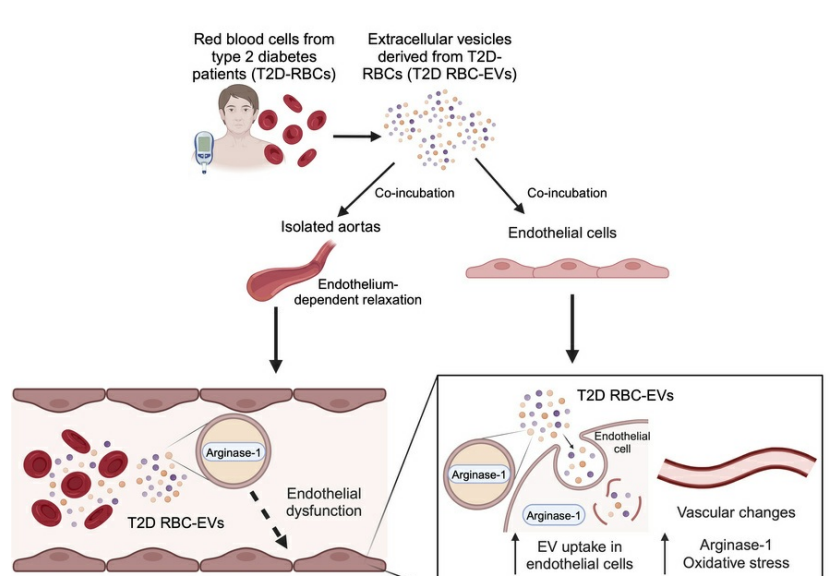 Red blood cells from
type 2 diabetes
patients (T2D-RBCs)
Extracellular vesicles
derived from T2D-
RBCs (T2D RBC-EVs)
Co-incubation
Co-incubation
Isolated aortas
Endothelial cells
Endothelium-
dependent relaxation
Arginase-1
Endothelial
dysfunction
T2D RBC-EVs
T2D RBC-EVs
Endothelial
cell
Arginase-1
Arginase-1
EV uptake in
endothelial cells
Vascular changes
Arginase-1
Oxidative stress